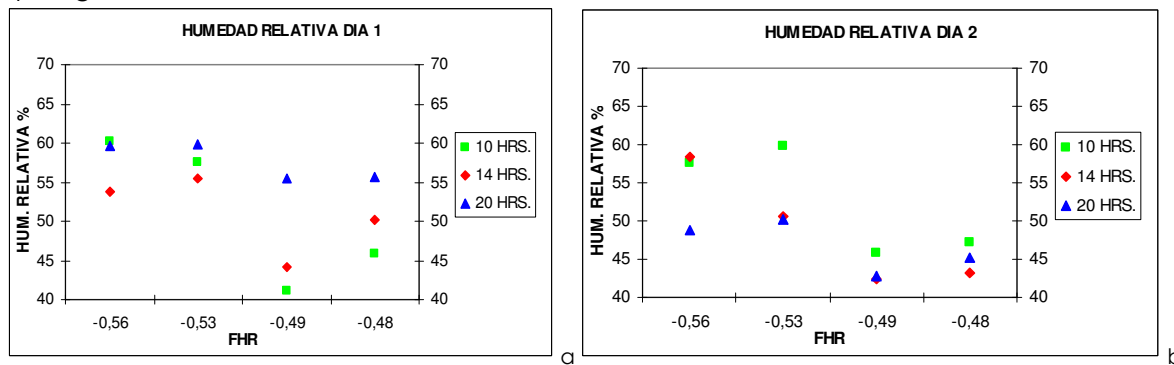 HUMEDAD RELATIVA DIA 1
HUM. RELATIVA %
70
65
60
55
50
45
40
70
65
60
55
50
45
40
-0,56 -0,53 -0,49 -0,48
FHR
10 HRS.
14 HRS.
20 HRS.
a
HUMEDAD RELATIVA DIA 2
HUM. RELATIVA %
70
65
60
55
50
45
40
70
65
60
55
50
45
40
-0,56 -0,53 -0,49 -0,48
FHR
10 HRS.
14 HRS.
20 HRS.
b